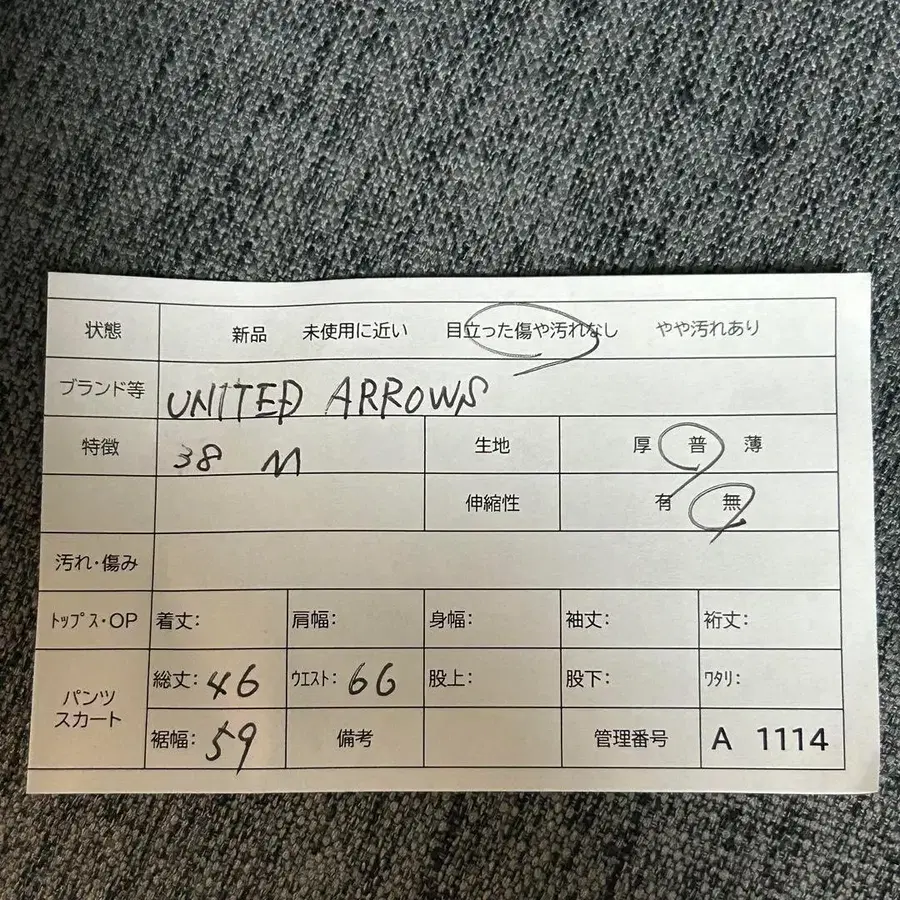 状態 新品 未使用に近い 目立った傷や汚れなし やや汚れあり
ブランド等 UNITED ARROWS
特徴 38 M 生地 厚 普 薄
伸縮性 有 無
汚れ・傷み
トップス・OP 着丈: 肩幅: 身幅: 袖丈: 裄丈:
パンツ スカート 総丈: 46 ウエスト: 66 股上: 股下: ワタリ:
裾幅: 59 備考 管理番号 A 1114